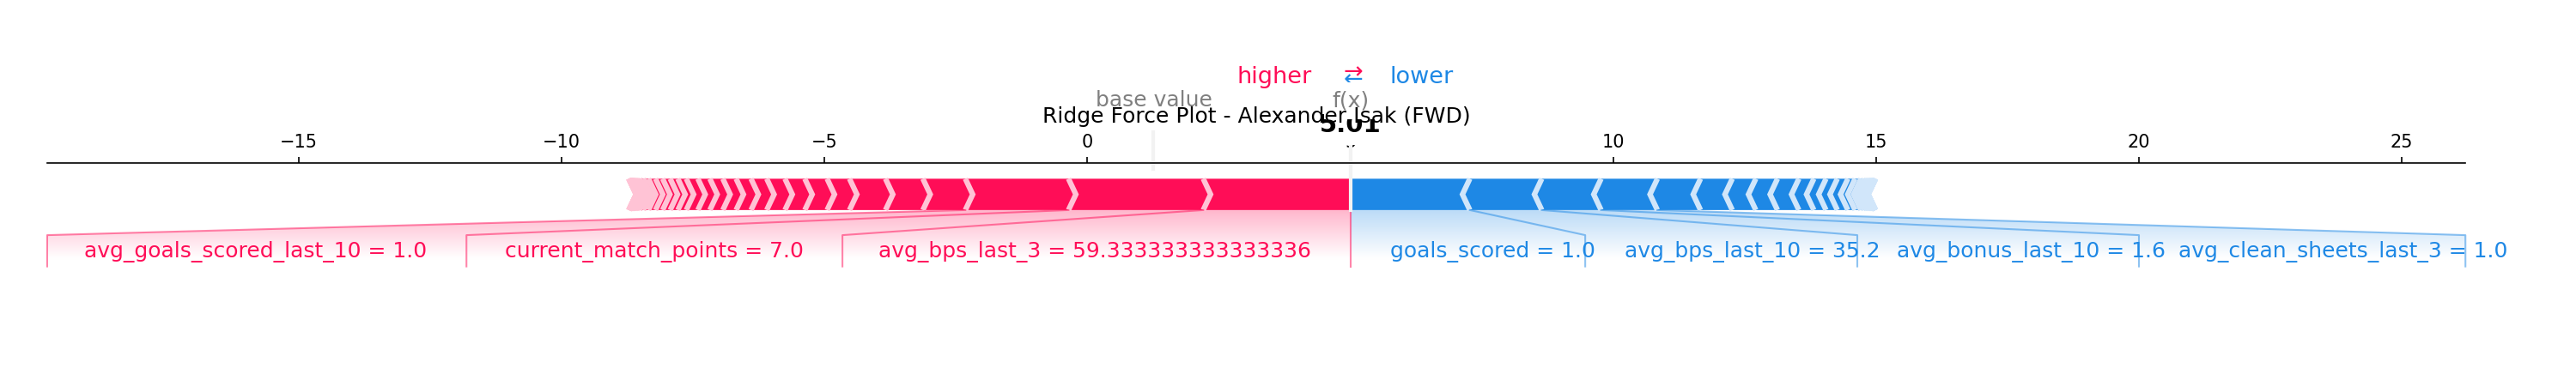 higher ⇄ lower
base value f(x)
Ridge Force Plot - Alexander Isak (FWD)
5.01
−15 −10 −5 0 10 15 20 25
avg_goals_scored_last_10 = 1.0 current_match_points = 7.0 avg_bps_last_3 = 59.333333333333336 goals_scored = 1.0 avg_bps_last_10 = 35.2 avg_bonus_last_10 = 1.6 avg_clean_sheets_last_3 = 1.0